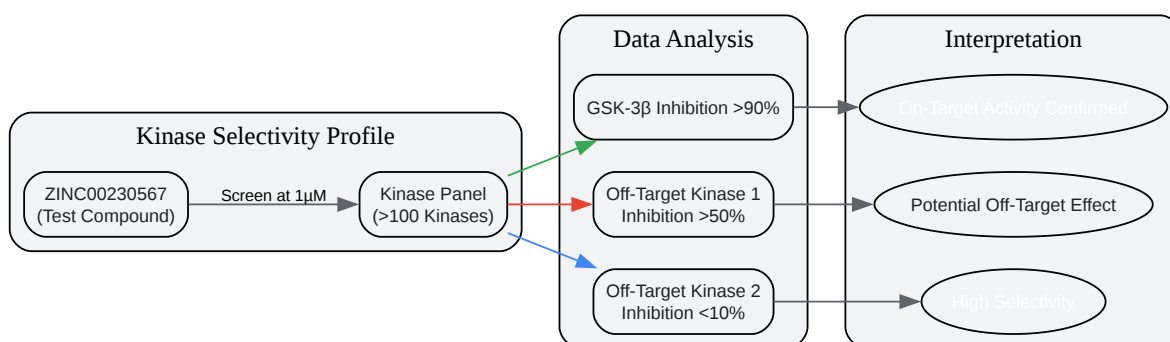 Kinase Selectivity Profile
ZINC00230567
(Test Compound)
Screen at 1µM
Kinase Panel
(>100 Kinases)
Data Analysis
GSK-3β Inhibition >90%
Off-Target Kinase 1
Inhibition >50%
Off-Target Kinase 2
Inhibition <10%
Interpretation
On-Target Activity Confirmed
Potential Off-Target Effect
High Selectivity